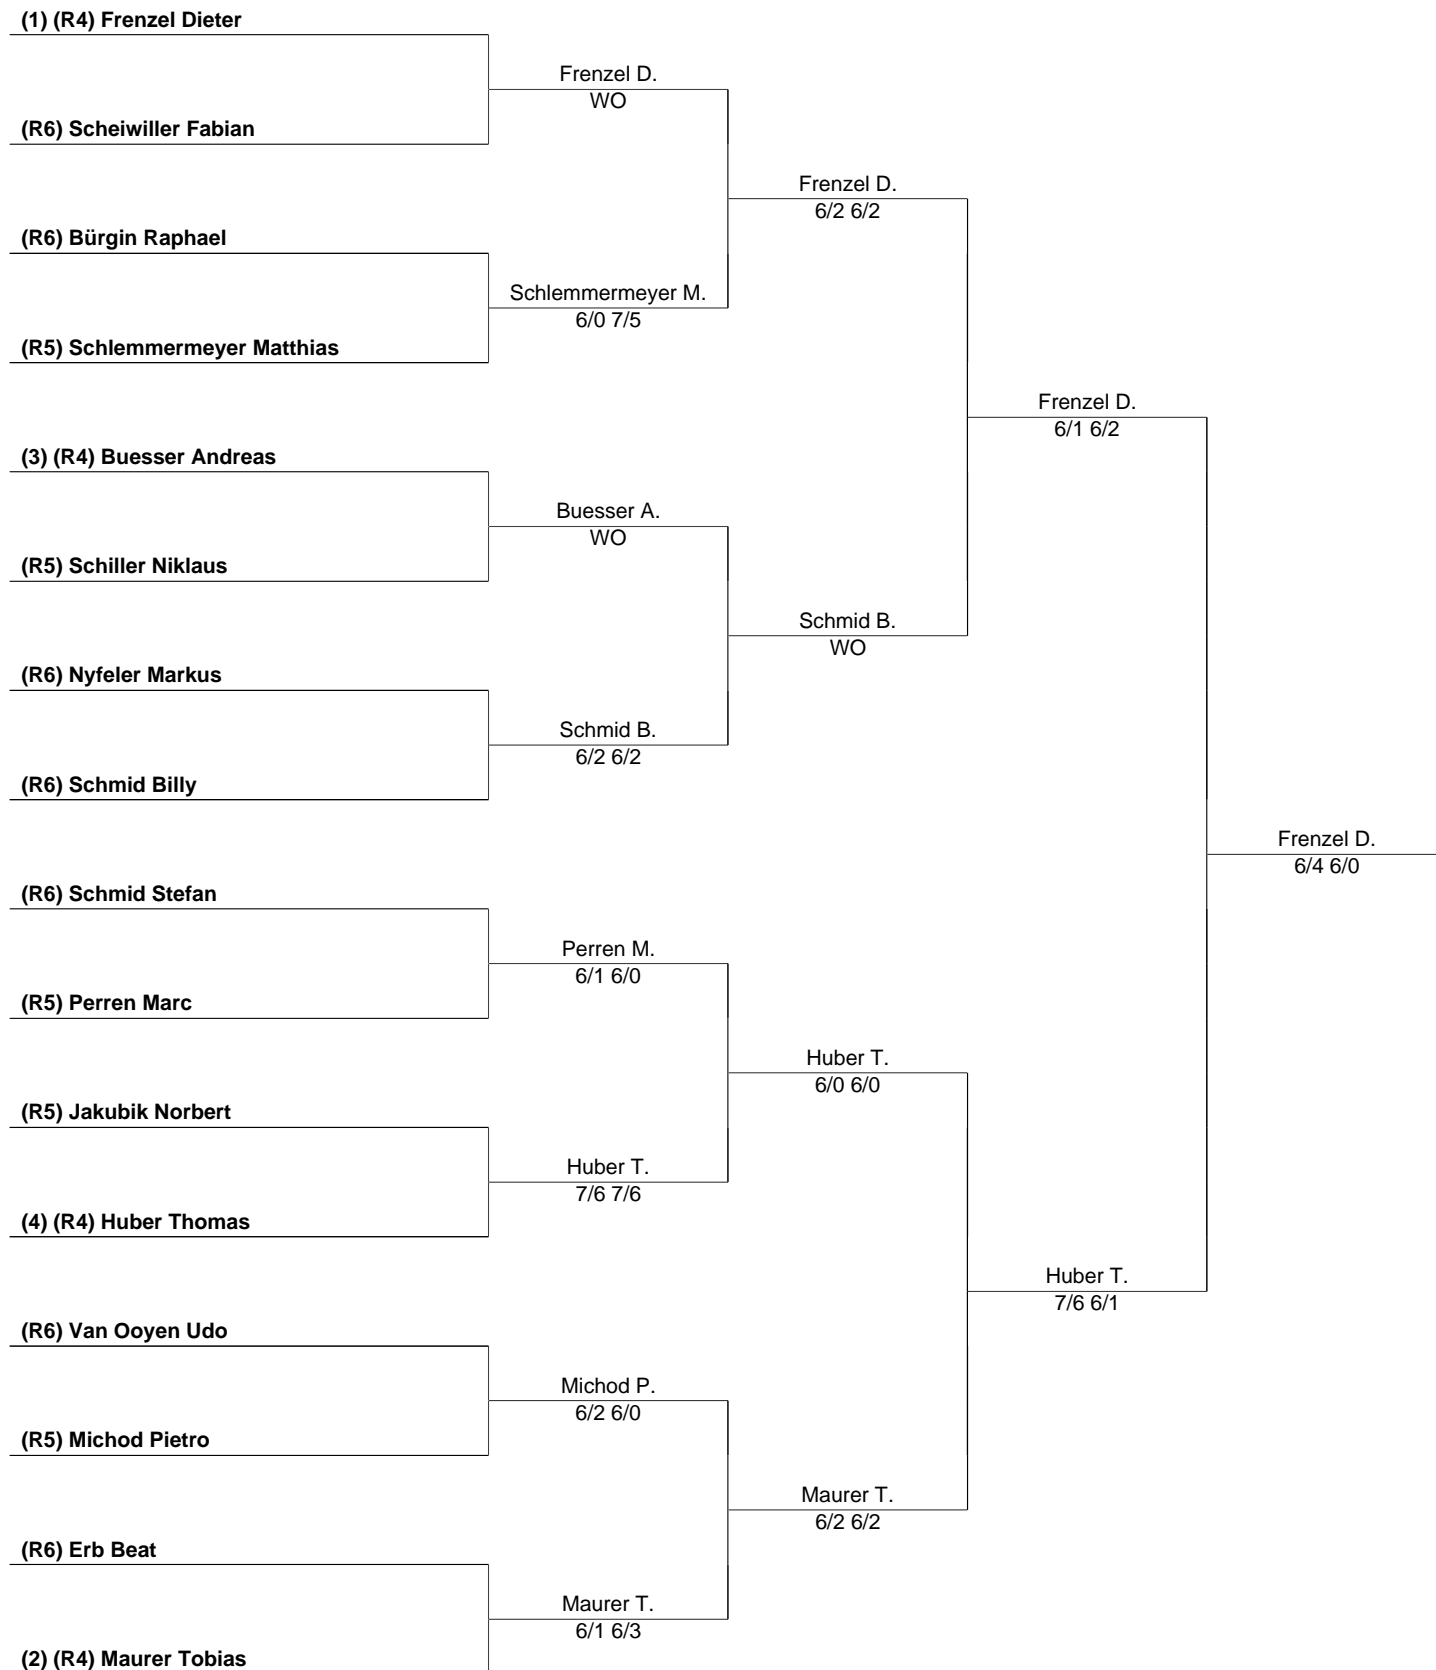 (1) (R4) Frenzel Dieter
Frenzel D.
WO
(R6) Scheiwiller Fabian
Frenzel D.
6/2 6/2
(R6) Bürgin Raphael
Schlemmermeyer M.
6/0 7/5
(R5) Schlemmermeyer Matthias
Frenzel D.
6/1 6/2
(3) (R4) Buesser Andreas
Buesser A.
WO
(R5) Schiller Niklaus
Schmid B.
WO
(R6) Nyfeler Markus
Schmid B.
6/2 6/2
(R6) Schmid Billy
Frenzel D.
6/4 6/0
(R6) Schmid Stefan
Perren M.
6/1 6/0
(R5) Perren Marc
Huber T.
6/0 6/0
(R5) Jakubik Norbert
Huber T.
7/6 7/6
(4) (R4) Huber Thomas
Huber T.
7/6 6/1
(R6) Van Ooyen Udo
Michod P.
6/2 6/0
(R5) Michod Pietro
Maurer T.
6/2 6/2
(R6) Erb Beat
Maurer T.
6/1 6/3
(2) (R4) Maurer Tobias